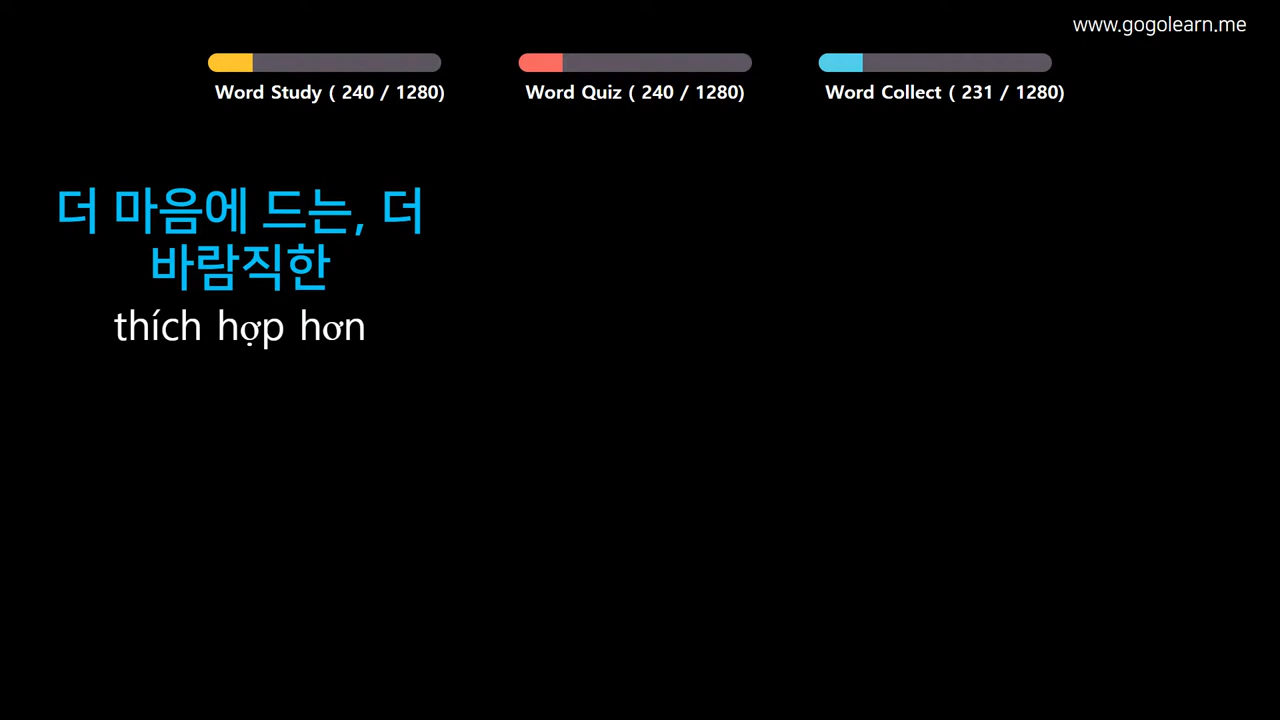 www.gogolearn.me
Word Study ( 240 / 1280)
Word Quiz ( 240 / 1280)
Word Collect ( 231 / 1280)
더 마음에 드는, 더
바람직한
thích hợp hơn